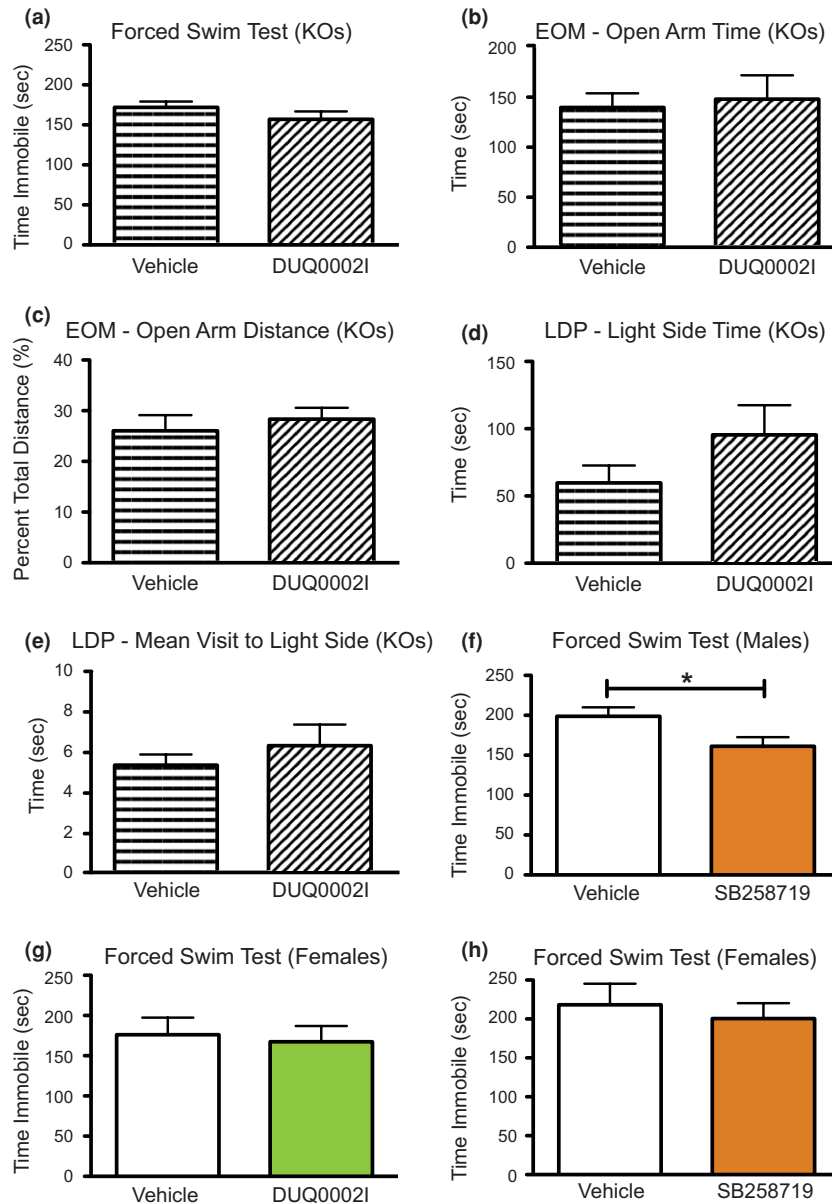 (a)
Forced Swim Test (KOs)
Time Immobile (sec)
250
200
150
100
50
0
Vehicle
DUQ0002I
(b)
EOM - Open Arm Time (KOs)
Time (sec)
200
150
100
50
0
Vehicle
DUQ0002I
(c)
EOM - Open Arm Distance (KOs)
Percent Total Distance (%)
40
30
20
10
0
Vehicle
DUQ0002I
(d)
LDP - Light Side Time (KOs)
Time (sec)
150
100
50
0
Vehicle
DUQ0002I
(e)
LDP - Mean Visit to Light Side (KOs)
Time (sec)
10
8
6
4
2
0
Vehicle
DUQ0002I
(f)
Forced Swim Test (Males)
Time Immobile (sec)
250
200
150
100
50
0
*
Vehicle
SB258719
(g)
Forced Swim Test (Females)
Time Immobile (sec)
250
200
150
100
50
0
Vehicle
DUQ0002I
(h)
Forced Swim Test (Females)
Time Immobile (sec)
250
200
150
100
50
0
Vehicle
SB258719